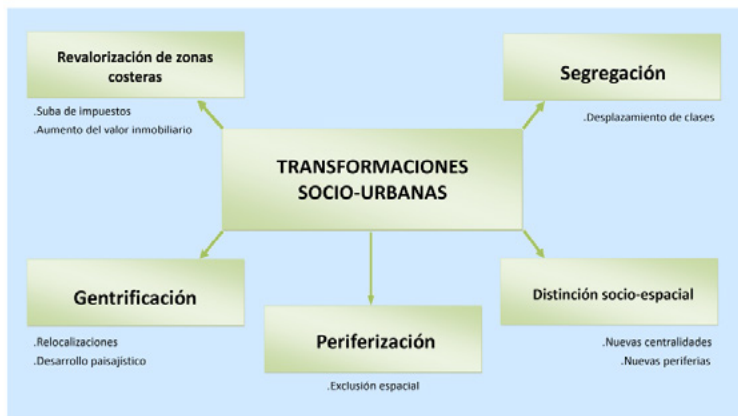 Revalorización de zonas
costeras
.Suba de impuestos
.Aumento del valor inmobiliario
Segregación
.Desplazamiento de clases
TRANSFORMACIONES
SOCIO-URBANAS
Gentrificación
.Relocalizaciones
.Desarrollo paisajístico
Periferización
.Exclusión espacial
Distinción socio-espacial
.Nuevas centralidades
.Nuevas periferias